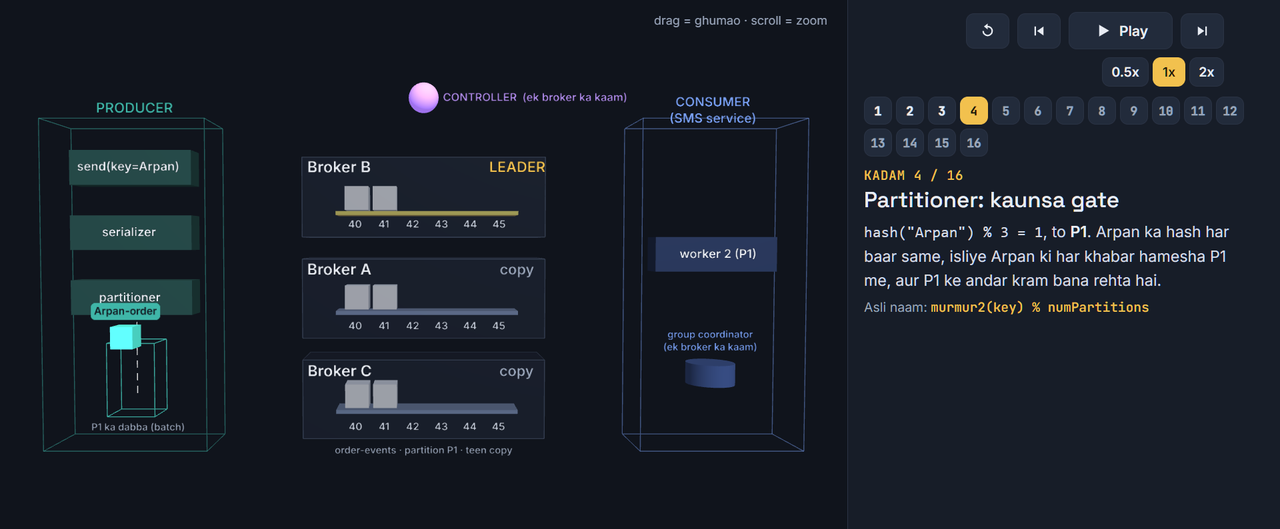 drag = ghumao · scroll = zoom
PRODUCER
send(key=Arpan)
serializer
partitioner
Arpan-order
P1 ka dabba (batch)
CONTROLLER (ek broker ka kaam)
Broker B LEADER
40 41 42 43 44 45
Broker A copy
40 41 42 43 44 45
Broker C copy
40 41 42 43 44 45
order-events · partition P1 · teen copy
CONSUMER
(SMS service)
worker 2 (P1)
group coordinator
(ek broker ka kaam)
Play
0.5x 1x 2x
1 2 3 4 5 6 7 8 9 10 11 12
13 14 15 16
KADAM 4 / 16
Partitioner: kaunsa gate
hash("Arpan") % 3 = 1, to P1. Arpan ka hash har
baar same, isliye Arpan ki har khabar hamesha P1
me, aur P1 ke andar kram bana rehta hai.
Asli naam: murmur2(key) % numPartitions